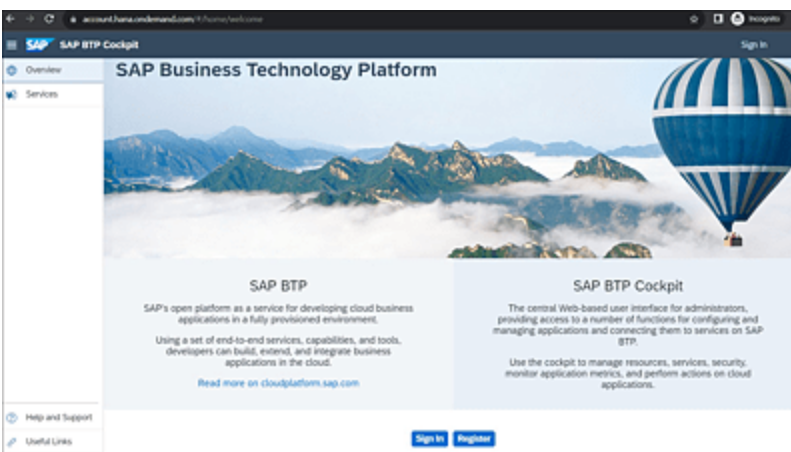 account.hana.ondemand.com/#/home/welcome
Incognito
SAP SAP BTP Cockpit
Sign In
Overview
SAP Business Technology Platform
Services
SAP BTP
SAP's open platform as a service for developing cloud business
applications in a fully provisioned environment.
Using a set of end-to-end services, capabilities, and tools,
developers can build, extend, and integrate business
applications in the cloud.
Read more on cloudplatform.sap.com
SAP BTP Cockpit
The central Web-based user interface for administrators,
providing access to a number of functions for configuring and
managing applications and connecting them to services on SAP
BTP.
Use the cockpit to manage resources, services, security,
monitor application metrics, and perform actions on cloud
applications.
Help and Support
Useful Links
Sign In
Register